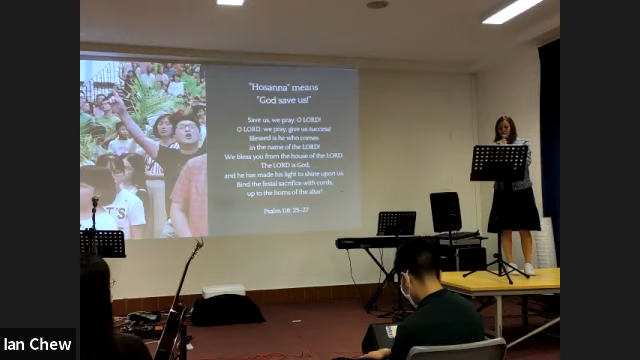 "Hosanna" means
"God save us!"
Save us, we pray, O LORD!
O LORD, we pray, give us success!
Blessed is he who comes
in the name of the LORD!
We bless you from the house of the LORD.
The LORD is God,
and he has made his light to shine upon us.
Bind the festal sacrifice with cords,
up to the horns of the altar!
Psalm 118: 25-27
Ian Chew